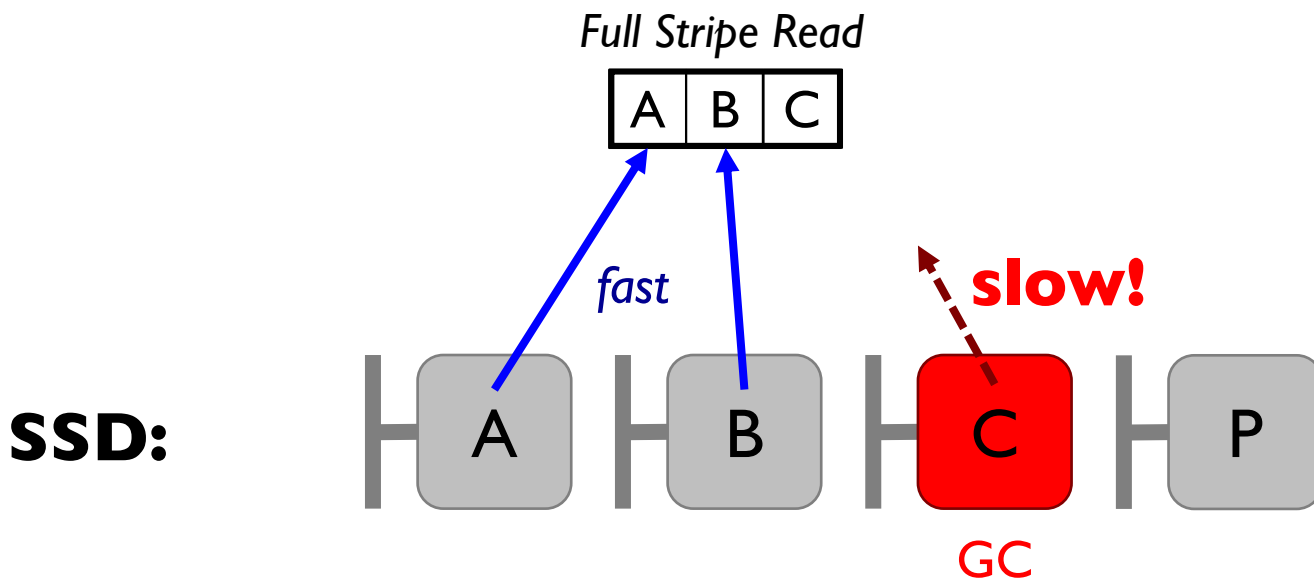 Full Stripe Read
A B C
fast
slow!
SSD:
A
B
C
P
GC